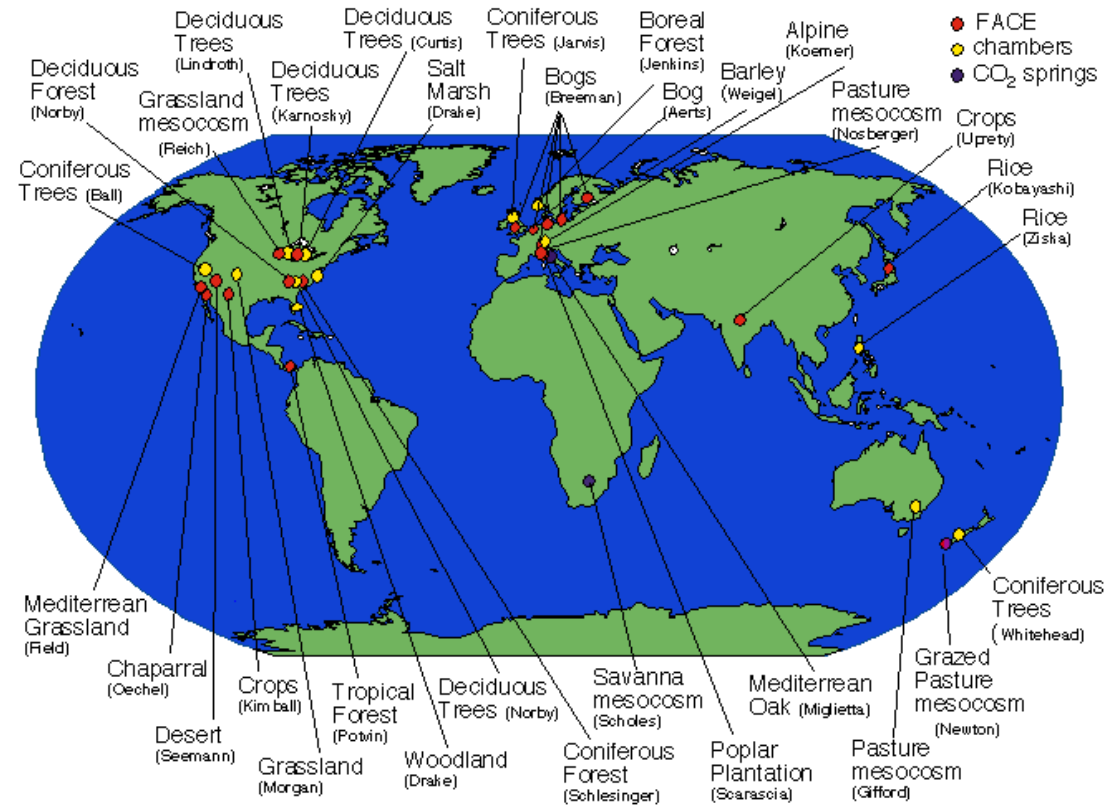 Deciduous
Trees
(Lindroth)
Deciduous
Trees (Curtis)
Coniferous
Trees (Jarvis)
Boreal
Forest
(Jenkins)
Alpine
(Koerner)
FACE
chambers
CO₂ springs
Deciduous
Forest
(Norby)
Grassland
mesocosm
(Reich)
Deciduous
Trees
(Karnosky)
Salt
Marsh
(Drake)
Bogs
(Breeman)
Bog
(Aerts)
Barley
(Weigel)
Pasture
mesocosm
(Nosberger)
Crops
(Uprety)
Coniferous
Trees (Ball)
Rice
(Kobayashi)
Rice
(Ziska)
Mediterrean
Grassland
(Field)
Chaparral
(Oechel)
Desert
(Seemann)
Crops
(Kimball)
Grassland
(Morgan)
Tropical
Forest
(Potvin)
Woodland
(Drake)
Deciduous
Trees (Norby)
Coniferous
Forest
(Schlesinger)
Savanna
mesocosm
(Scholes)
Poplar
Plantation
(Scarascia)
Mediterrean
Oak (Miglietta)
Pasture
mesocosm
(Gifford)
Grazed
Pasture
mesocosm
(Newton)
Coniferous
Trees
(Whitehead)